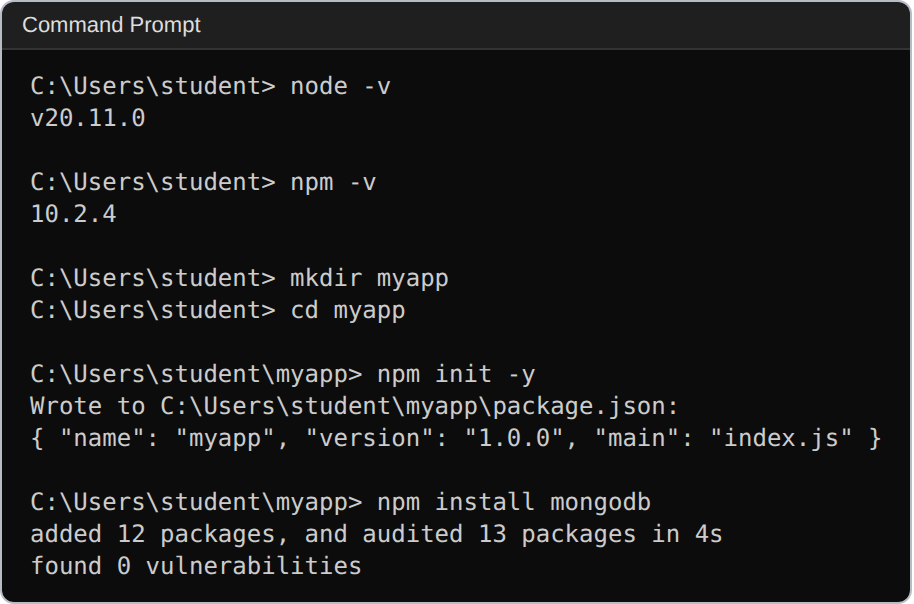 Command Prompt
C:\Users\student> node -v
v20.11.0
C:\Users\student> npm -v
10.2.4
C:\Users\student> mkdir myapp
C:\Users\student> cd myapp
C:\Users\student\myapp> npm init -y
Wrote to C:\Users\student\myapp\package.json:
{ "name": "myapp", "version": "1.0.0", "main": "index.js" }
C:\Users\student\myapp> npm install mongodb
added 12 packages, and audited 13 packages in 4s
found 0 vulnerabilities